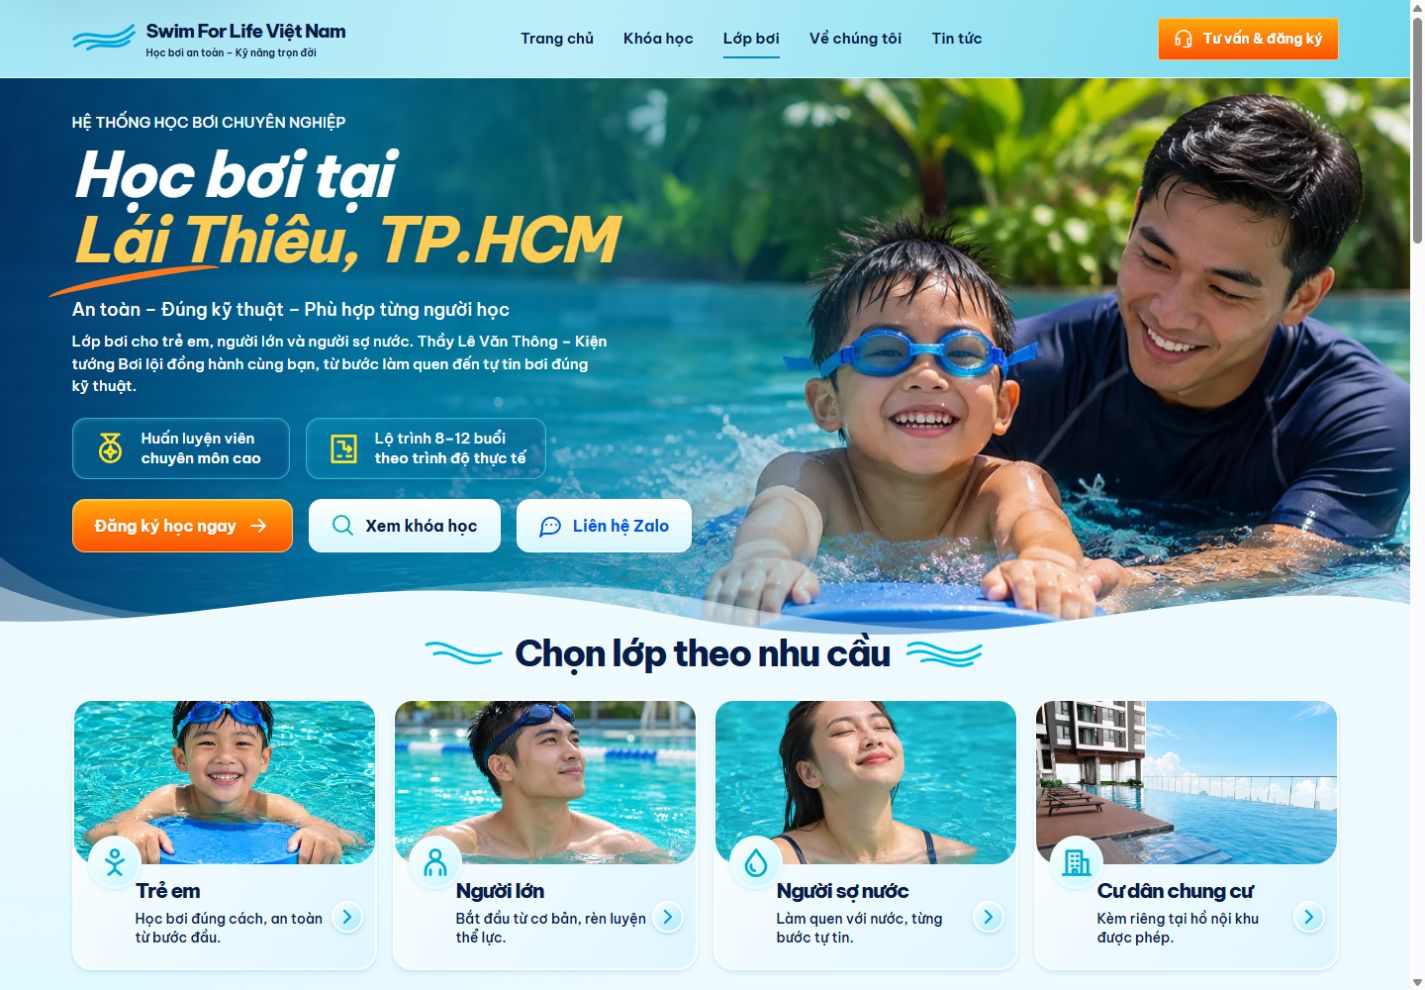 Swim For Life Việt Nam
Học bơi an toàn – Kỹ năng trọn đời
Trang chủ
Khóa học
Lớp bơi
Về chúng tôi
Tin tức
Tư vấn & đăng ký
HỆ THỐNG HỌC BƠI CHUYÊN NGHIỆP
Học bơi tại
Lái Thiêu, TP.HCM
An toàn – Đúng kỹ thuật – Phù hợp từng người học
Lớp bơi cho trẻ em, người lớn và người sợ nước. Thầy Lê Văn Thông – Kiện
tướng Bơi lội đồng hành cùng bạn, từ bước làm quen đến tự tin bơi đúng
kỹ thuật.
Huấn luyện viên
chuyên môn cao
Lộ trình 8–12 buổi
theo trình độ thực tế
Đăng ký học ngay
Xem khóa học
Liên hệ Zalo
Chọn lớp theo nhu cầu
Trẻ em
Học bơi đúng cách, an toàn
từ bước đầu.
Người lớn
Bắt đầu từ cơ bản, rèn luyện
thể lực.
Người sợ nước
Làm quen với nước, từng
bước tự tin.
Cư dân chung cư
Kèm riêng tại hồ nội khu
được phép.